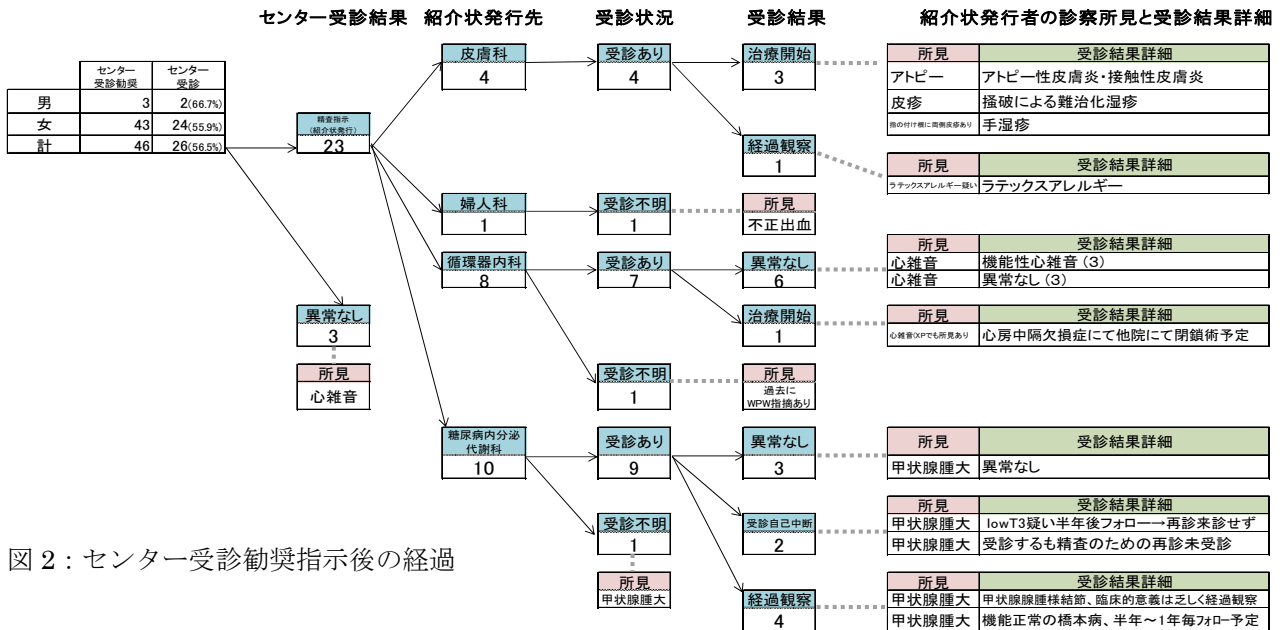 センター受診結果 紹介状発行先 受診状況 受診結果 紹介状発行者の診察所見と受診結果詳細
センター
受診勧奨
センター
受診
男 3 2(66.7%)
女 43 24(55.9%)
計 46 26(56.5%)
精査指示
(紹介状発行)
23
異常なし
3
所見
心雑音
皮膚科
4
受診あり
4
治療開始
3
所見 受診結果詳細
アトピー アトピー性皮膚炎・接触性皮膚炎
皮疹 掻破による難治化湿疹
指の付け根に両側皮疹あり 手湿疹
経過観察
1
所見 受診結果詳細
ラテックスアレルギー疑い ラテックスアレルギー
婦人科
1
受診不明
1
所見
不正出血
循環器内科
8
受診あり
7
異常なし
6
所見 受診結果詳細
心雑音 機能性心雑音(3)
心雑音 異常なし(3)
治療開始
1
所見 受診結果詳細
心雑音(XPでも所見あり 心房中隔欠損症にて他院にて閉鎖術予定
受診不明
1
所見
過去に
WPW指摘あり
糖尿病内分泌
代謝科
10
受診あり
9
異常なし
3
所見 受診結果詳細
甲状腺腫大 異常なし
受診不明
1
所見
甲状腺腫大
受診自己中断
2
所見 受診結果詳細
甲状腺腫大 lowT3疑い半年後フォロー→再診来診せず
甲状腺腫大 受診するも精査のための再診未受診
経過観察
4
所見 受診結果詳細
甲状腺腫大 甲状腺腺腫様結節、臨床的意義は乏しく経過観察
甲状腺腫大 機能正常の橋本病、半年~1年毎フォロー予定
図2:センター受診勧奨指示後の経過